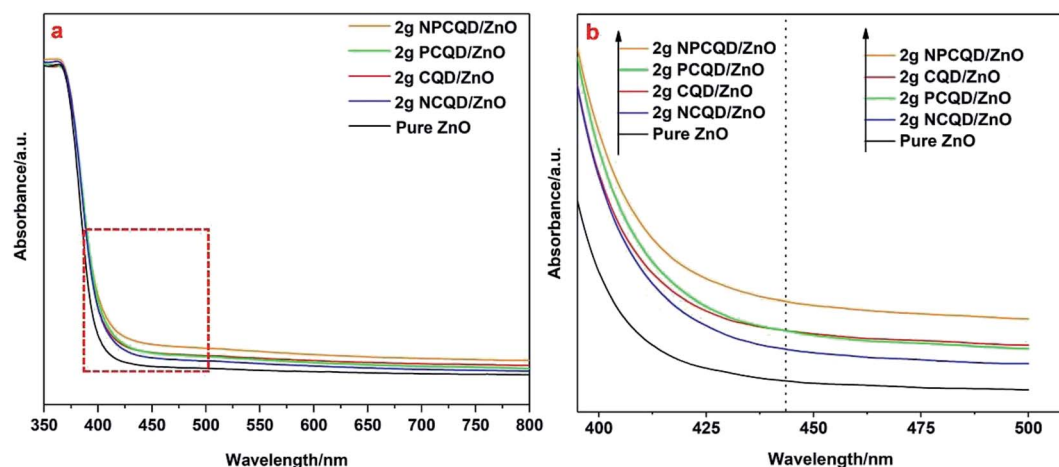 a
2g NPCQD/ZnO
2g PCQD/ZnO
2g CQD/ZnO
2g NCQD/ZnO
Pure ZnO
Absorbance/a.u.
350 400 450 500 550 600 650 700 750 800
Wavelength/nm
b
2g NPCQD/ZnO
2g PCQD/ZnO
2g CQD/ZnO
2g NCQD/ZnO
Pure ZnO
2g NPCQD/ZnO
2g CQD/ZnO
2g PCQD/ZnO
2g NCQD/ZnO
Pure ZnO
Absorbance/a.u.
400 425 450 475 500
Wavelength/nm